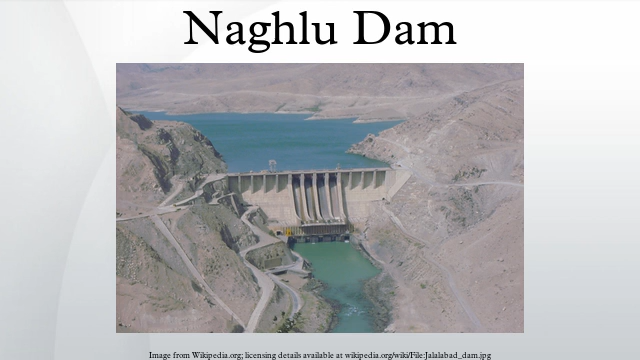 Naghlu Dam
Image from Wikipedia.org; licensing details available at wikipedia.org/wiki/File:Jalalabad_dam.jpg